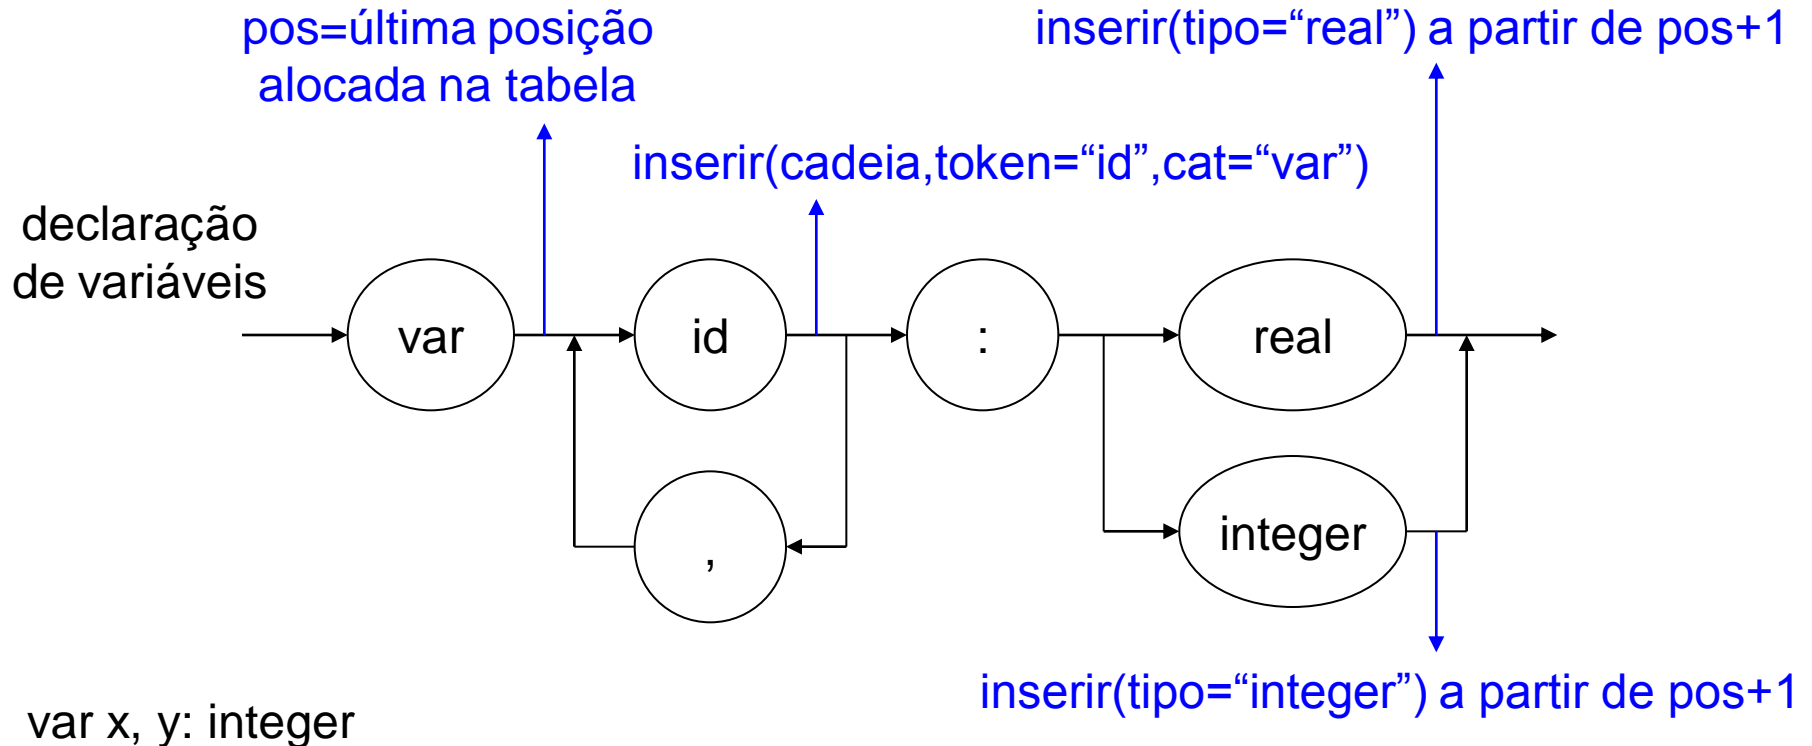 pos=última posição
alocada na tabela
inserir(tipo=“real”) a partir de pos+1
inserir(cadeia,token=“id”,cat=“var”)
declaração
de variáveis
var
id
:
real
,
integer
inserir(tipo=“integer”) a partir de pos+1
var x, y: integer